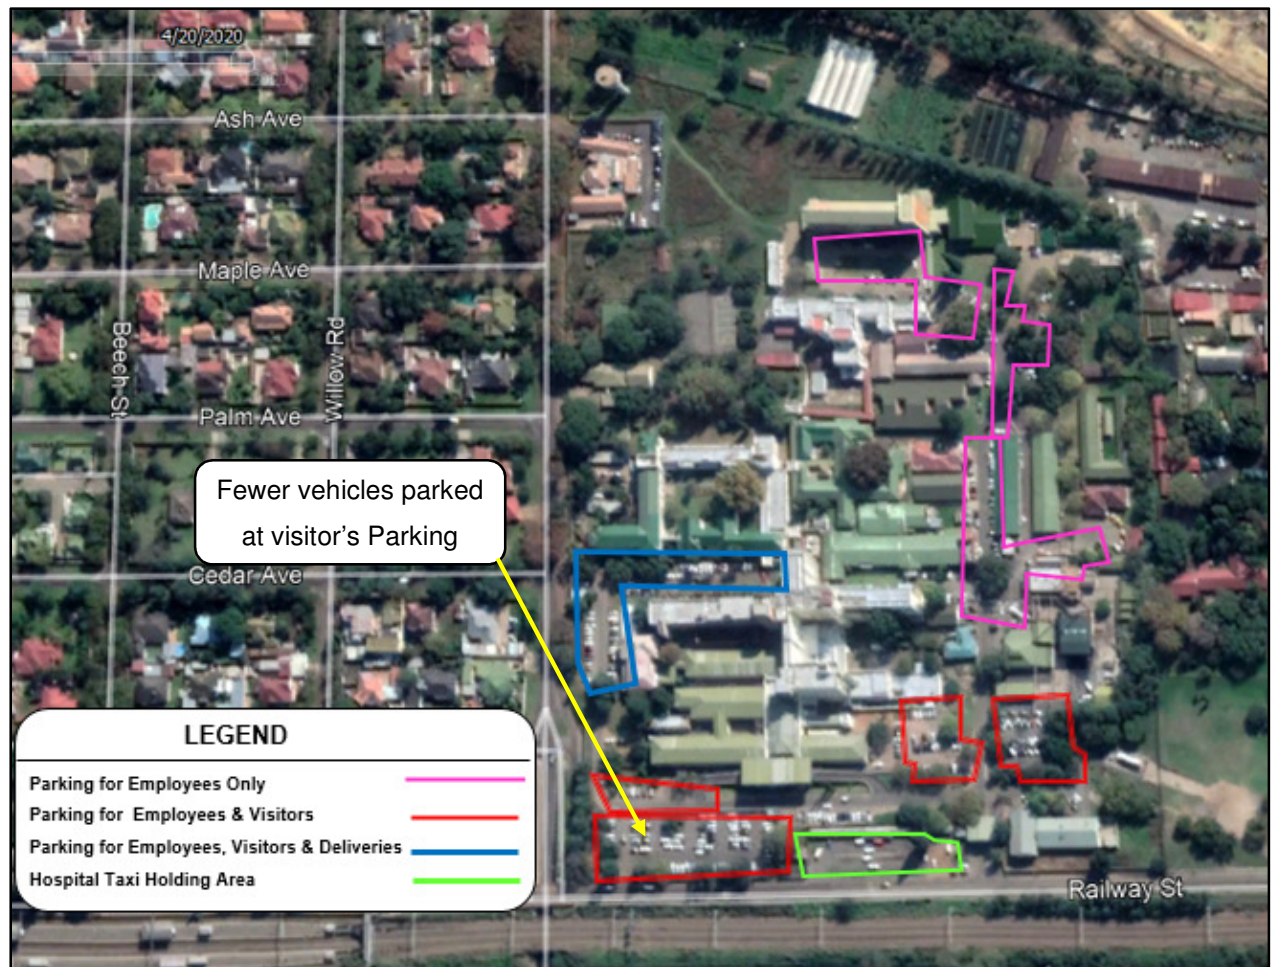 4/20/2020
Ash Ave
Maple Ave
Beech St
Willow Rd
Palm Ave
Fewer vehicles parked
at visitor's Parking
Cedar Ave
LEGEND
Parking for Employees Only
Parking for Employees & Visitors
Parking for Employees, Visitors & Deliveries
Hospital Taxi Holding Area
Railway St